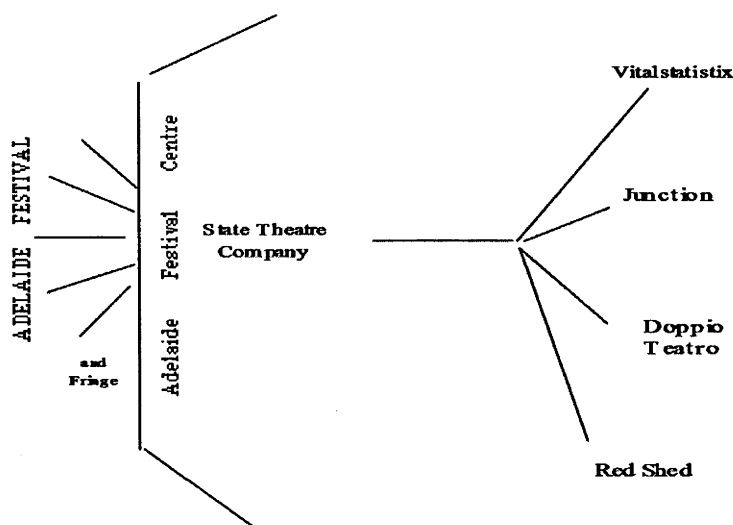 ADELAIDE FESTIVAL
and
Fringe
Adelaide Festival Centre
State Theatre
Company
Vitalstatistix
Junction
Doppio
Teatro
Red Shed